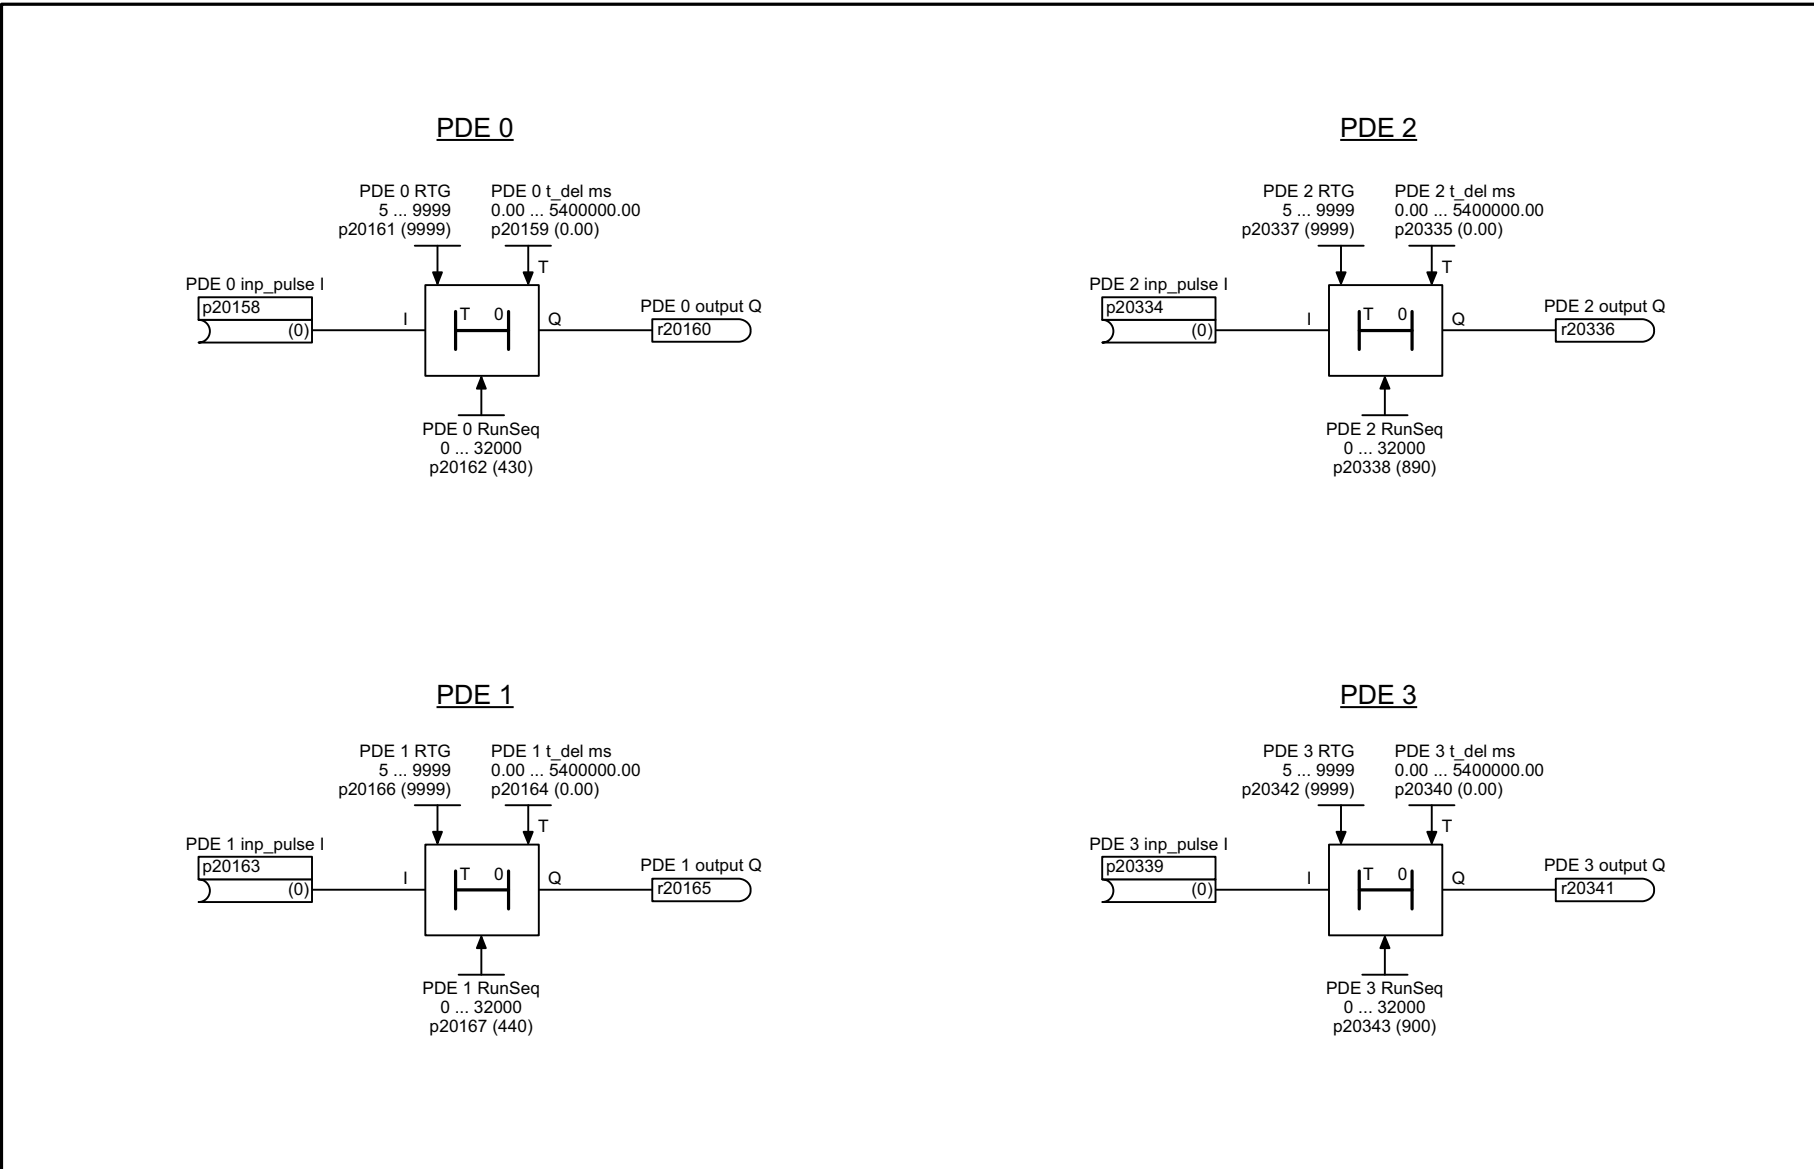 PDE 0
PDE 0 RTG
5 ... 9999
p20161 (9999)
PDE 0 t_del ms
0.00 ... 5400000.00
p20159 (0.00)
T
PDE 0 inp_pulse I
p20158
(0)
I
T 0
Q
PDE 0 output Q
r20160
PDE 0 RunSeq
0 ... 32000
p20162 (430)
PDE 2
PDE 2 RTG
5 ... 9999
p20337 (9999)
PDE 2 t_del ms
0.00 ... 5400000.00
p20335 (0.00)
T
PDE 2 inp_pulse I
p20334
(0)
I
T 0
Q
PDE 2 output Q
r20336
PDE 2 RunSeq
0 ... 32000
p20338 (890)
PDE 1
PDE 1 RTG
5 ... 9999
p20166 (9999)
PDE 1 t_del ms
0.00 ... 5400000.00
p20164 (0.00)
T
PDE 1 inp_pulse I
p20163
(0)
I
T 0
Q
PDE 1 output Q
r20165
PDE 1 RunSeq
0 ... 32000
p20167 (440)
PDE 3
PDE 3 RTG
5 ... 9999
p20342 (9999)
PDE 3 t_del ms
0.00 ... 5400000.00
p20340 (0.00)
T
PDE 3 inp_pulse I
p20339
(0)
I
T 0
Q
PDE 3 output Q
r20341
PDE 3 RunSeq
0 ... 32000
p20343 (900)